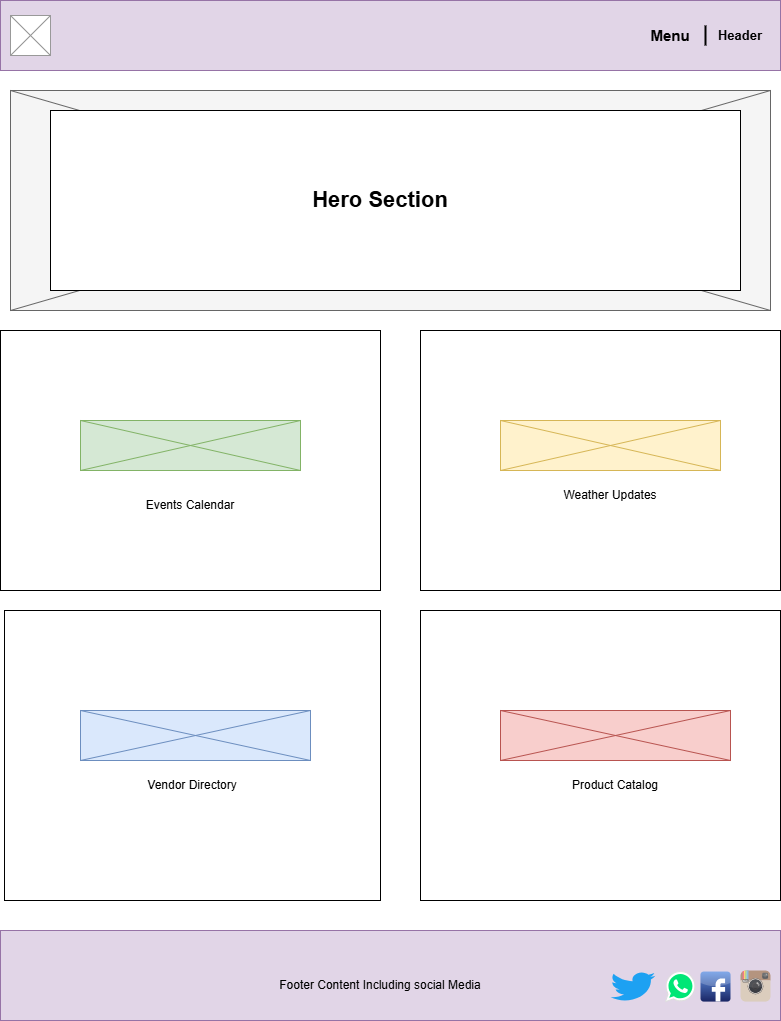 Menu
Header
Hero Section
Events Calendar
Weather Updates
Vendor Directory
Product Catalog
Footer Content Including social Media